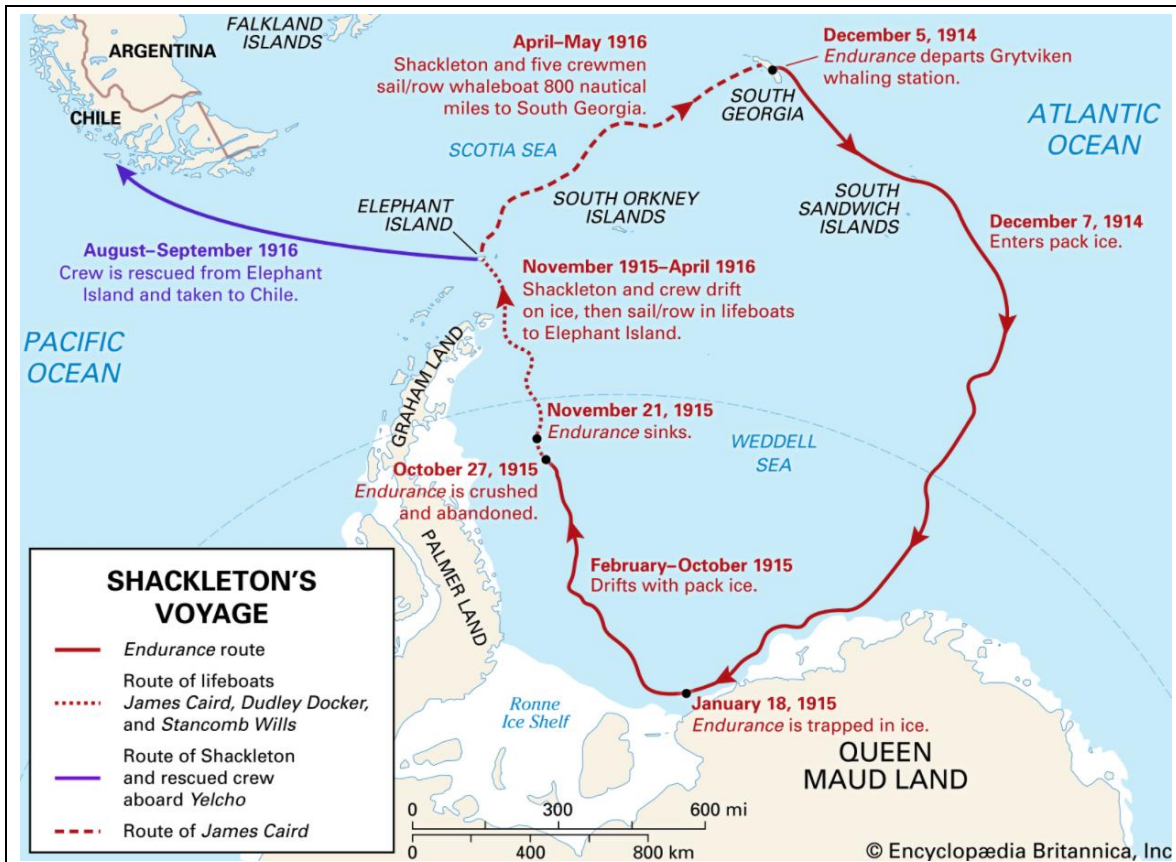 FALKLAND
ISLANDS
ARGENTINA
CHILE
April–May 1916
Shackleton and five crewmen
sail/row whaleboat 800 nautical
miles to South Georgia.
December 5, 1914
Endurance departs Grytviken
whaling station.
SOUTH
GEORGIA
ATLANTIC
OCEAN
SCOTIA SEA
ELEPHANT
ISLAND
SOUTH ORKNEY
ISLANDS
SOUTH
SANDWICH
ISLANDS
December 7, 1914
Enters pack ice.
August–September 1916
Crew is rescued from Elephant
Island and taken to Chile.
November 1915–April 1916
Shackleton and crew drift
on ice, then sail/row in lifeboats
to Elephant Island.
PACIFIC
OCEAN
GRAHAM LAND
November 21, 1915
Endurance sinks.
WEDDELL
SEA
October 27, 1915
Endurance is crushed
and abandoned.
PALMER LAND
February–October 1915
Drifts with pack ice.
Ronne
Ice Shelf
January 18, 1915
Endurance is trapped in ice.
QUEEN
MAUD LAND
SHACKLETON'S
VOYAGE
Endurance route
Route of lifeboats
James Caird, Dudley Docker,
and Stancomb Wills
Route of Shackleton
and rescued crew
aboard Yelcho
Route of James Caird
0 300 600 mi
0 400 800 km
© Encyclopædia Britannica, Inc